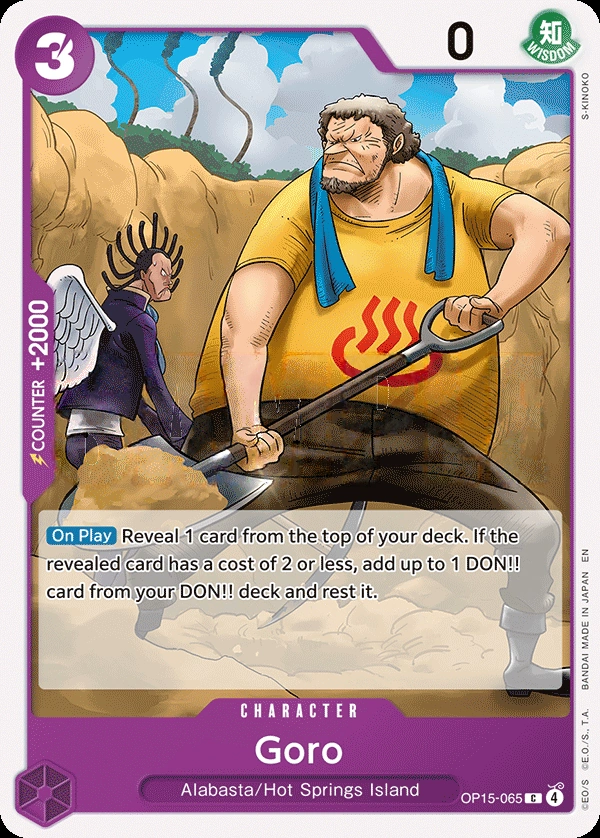 3
0
知
WISDOM
S-KINOKO
COUNTER +2000
On Play Reveal 1 card from the top of your deck. If the
revealed card has a cost of 2 or less, add up to 1 DON!!
card from your DON!! deck and rest it.
CHARACTER
Goro
Alabasta/Hot Springs Island
OP15-065 C 4
©EO/S ©E.O./S., T.A. BANDAI MADE IN JAPAN EN